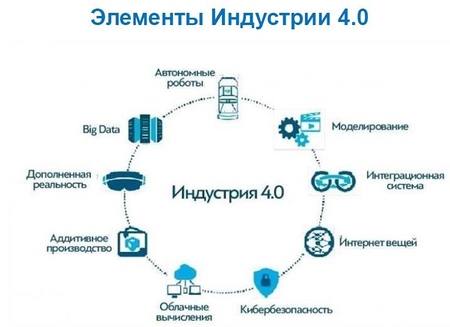 Элементы Индустрии 4.0
Автономные
роботы
Big Data
Моделирование
Дополненная
реальность
Индустрия 4.0
Интеграционная
система
Аддитивное
производство
Интернет вещей
Облачные
вычисления
Кибербезопасность